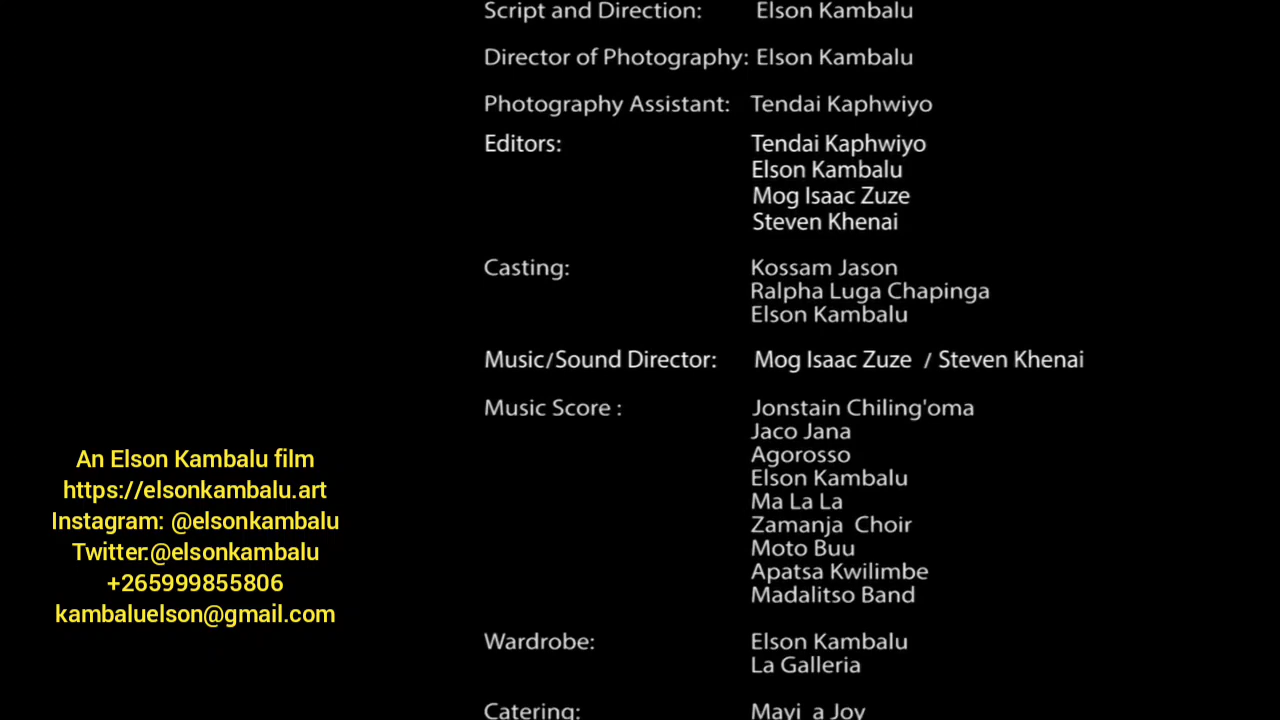 Script and Direction: Elson Kambalu
Director of Photography: Elson Kambalu
Photography Assistant: Tendai Kaphwiyo
Editors: Tendai Kaphwiyo
Elson Kambalu
Mog Isaac Zuze
Steven Khenai
Casting: Kossam Jason
Ralpha Luga Chapinga
Elson Kambalu
Music/Sound Director: Mog Isaac Zuze / Steven Khenai
Music Score : Jonstain Chiling'oma
Jaco Jana
Agorosso
Elson Kambalu
Ma La La
Zamanja Choir
Moto Buu
Apatsa Kwilimbe
Madalitso Band
Wardrobe: Elson Kambalu
La Galleria
Catering: Mayi a Joy
An Elson Kambalu film
https://elsonkambalu.art
Instagram: @elsonkambalu
Twitter:@elsonkambalu
+265999855806
kambaluelson@gmail.com